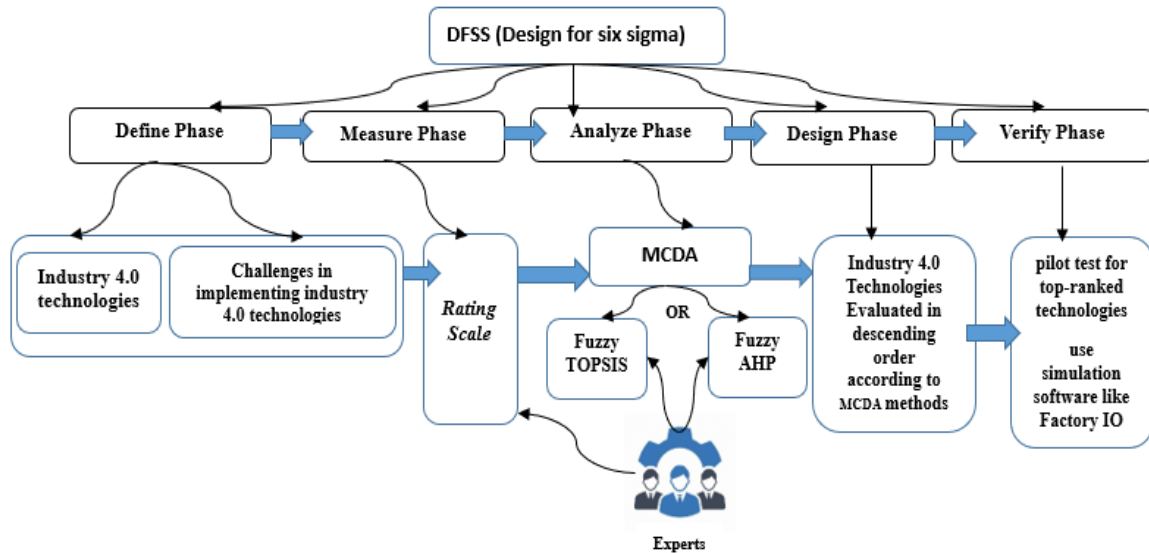 DFSS (Design for six sigma)
Define Phase
Measure Phase
Analyze Phase
Design Phase
Verify Phase
Industry 4.0
technologies
Challenges in
implementing industry
4.0 technologies
Rating
Scale
MCDA
OR
Fuzzy
TOPSIS
Fuzzy
AHP
Industry 4.0
Technologies
Evaluated in
descending
order
according to
MCDA methods
pilot test for
top-ranked
technologies
use
simulation
software like
Factory IO
Experts